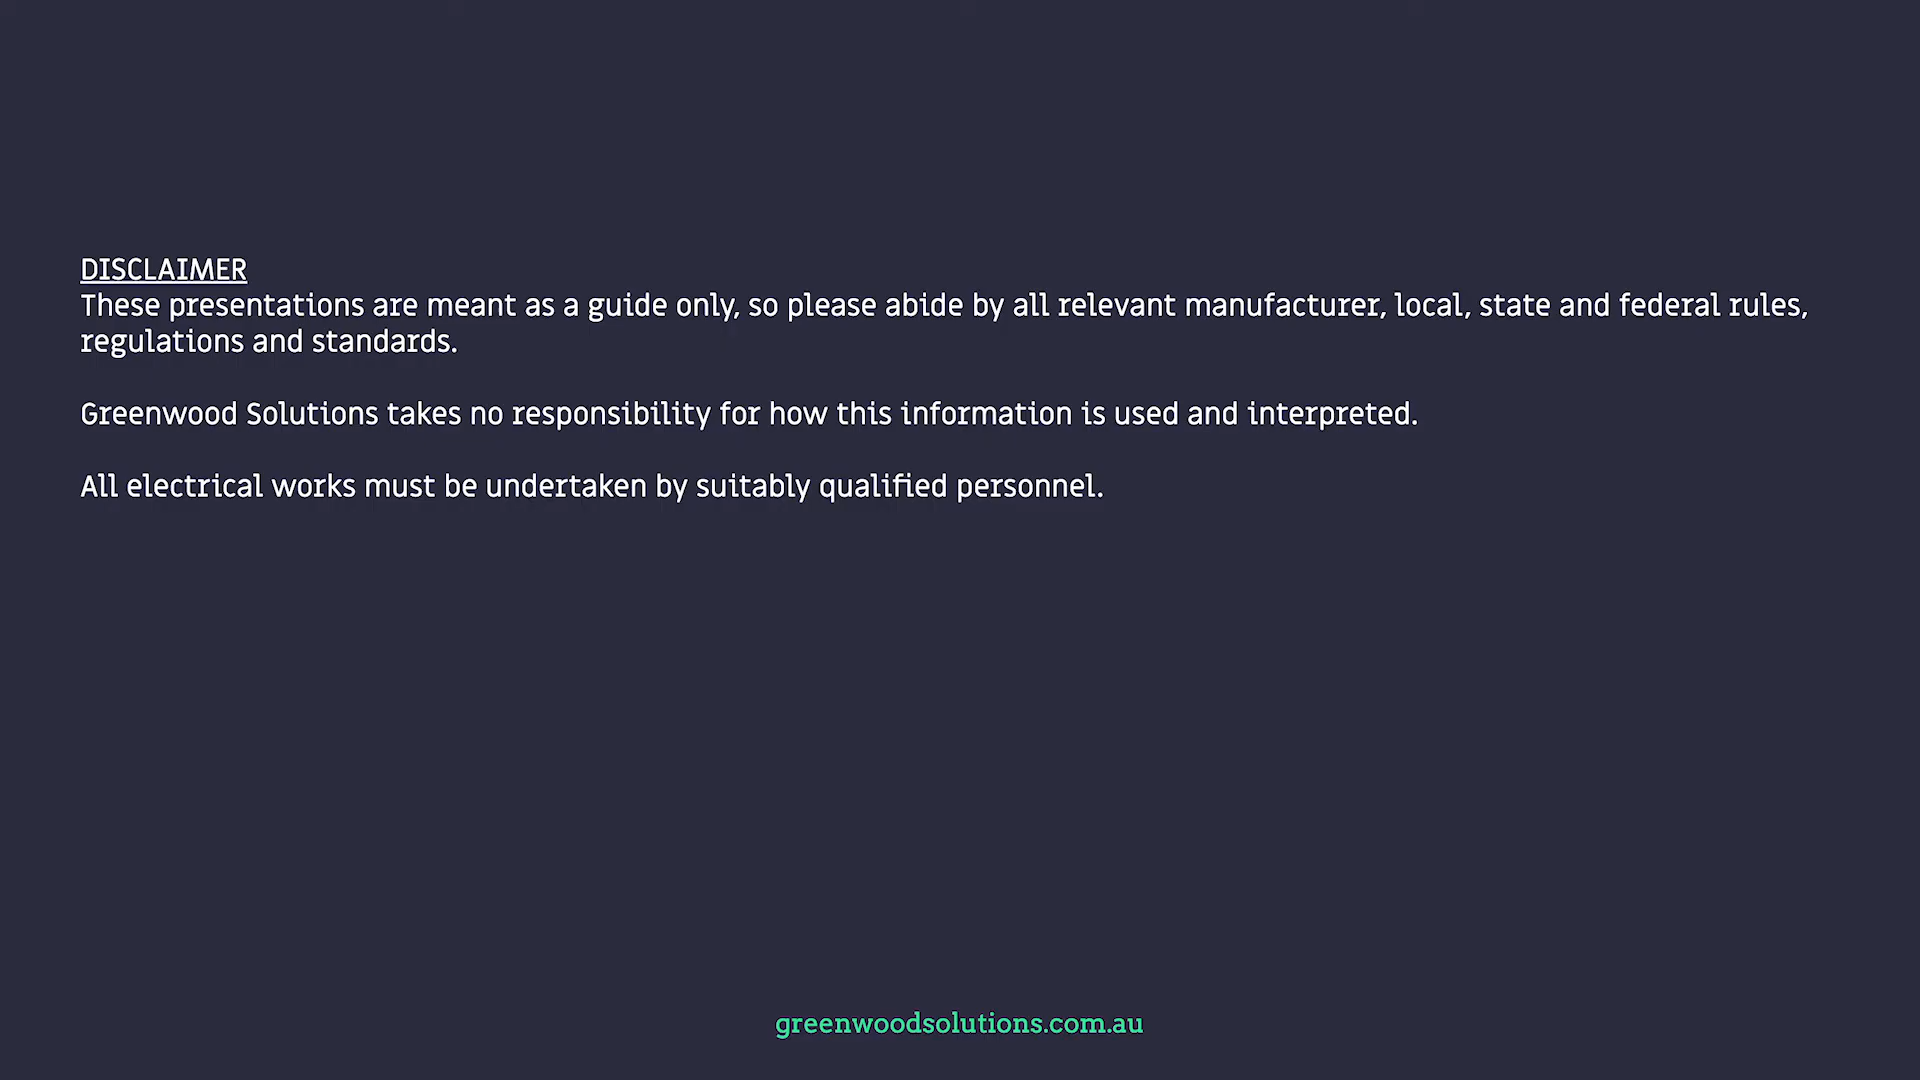 DISCLAIMER
These presentations are meant as a guide only, so please abide by all relevant manufacturer, local, state and federal rules,
regulations and standards.
Greenwood Solutions takes no responsibility for how this information is used and interpreted.
All electrical works must be undertaken by suitably qualified personnel.
greenwoodsolutions.com.au